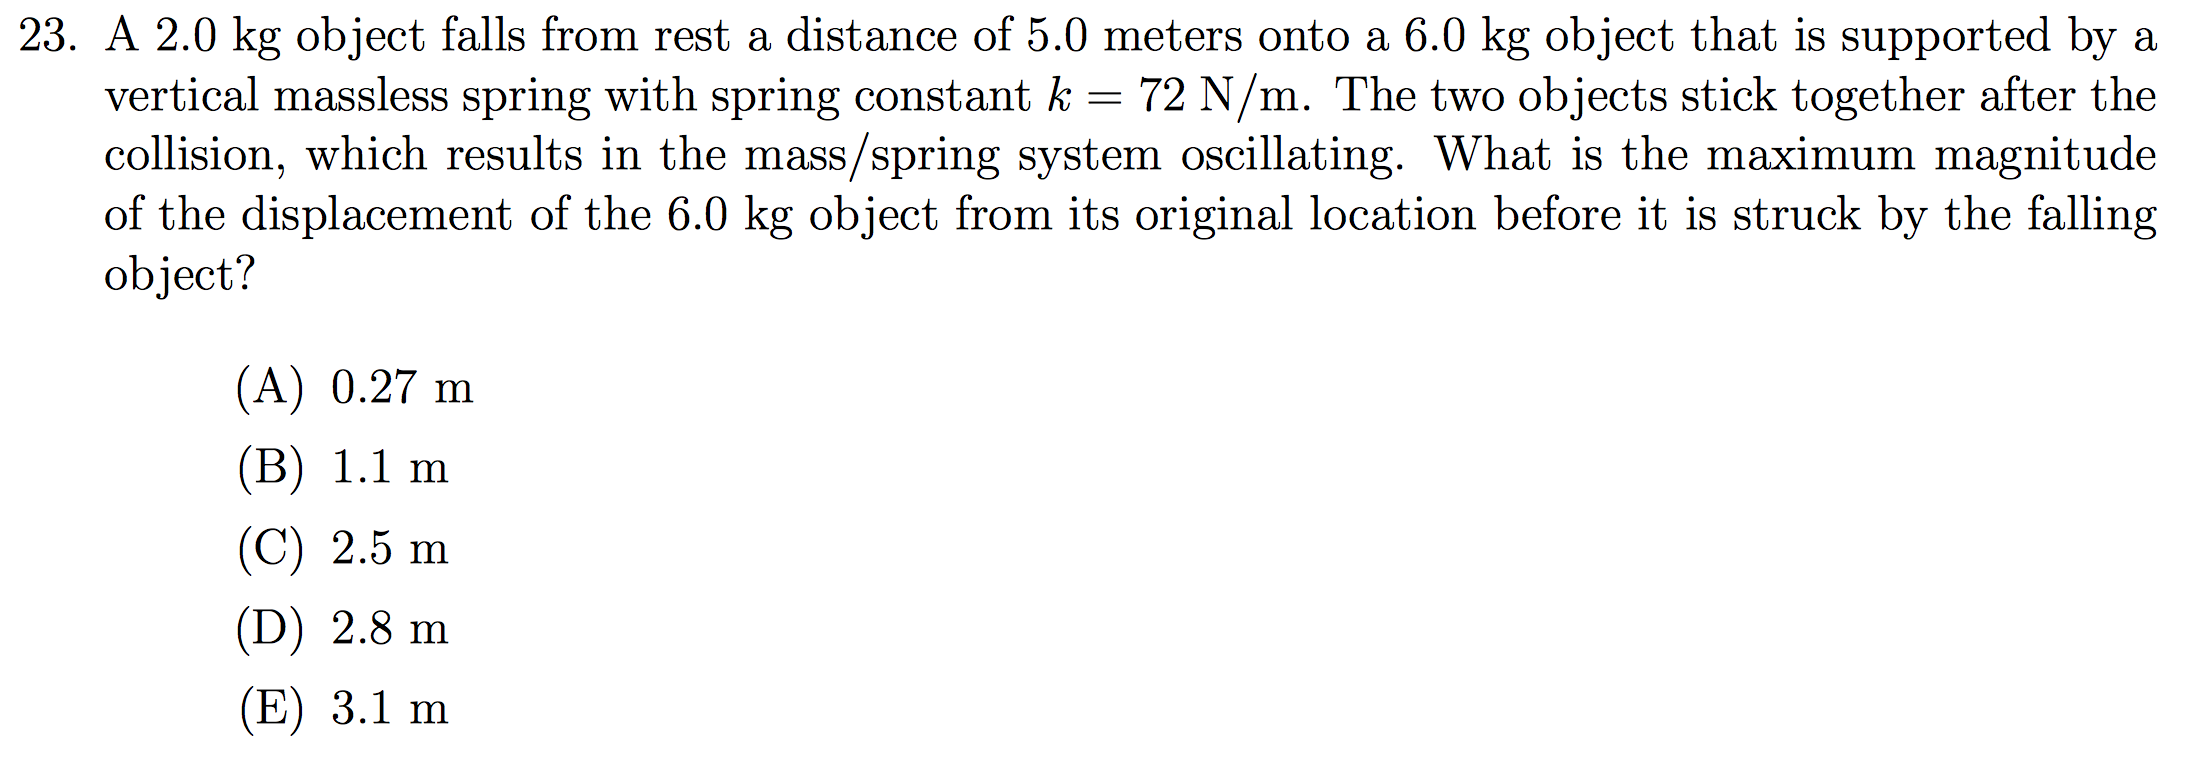 23. A 2.0 kg object falls from rest a distance of 5.0 meters onto a 6.0 kg object that is supported by a
vertical massless spring with spring constant k = 72 N/m. The two objects stick together after the
collision, which results in the mass/spring system oscillating. What is the maximum magnitude
of the displacement of the 6.0 kg object from its original location before it is struck by the falling
object?
(A) 0.27 m
(B) 1.1 m
(C) 2.5 m
(D) 2.8 m
(E) 3.1 m